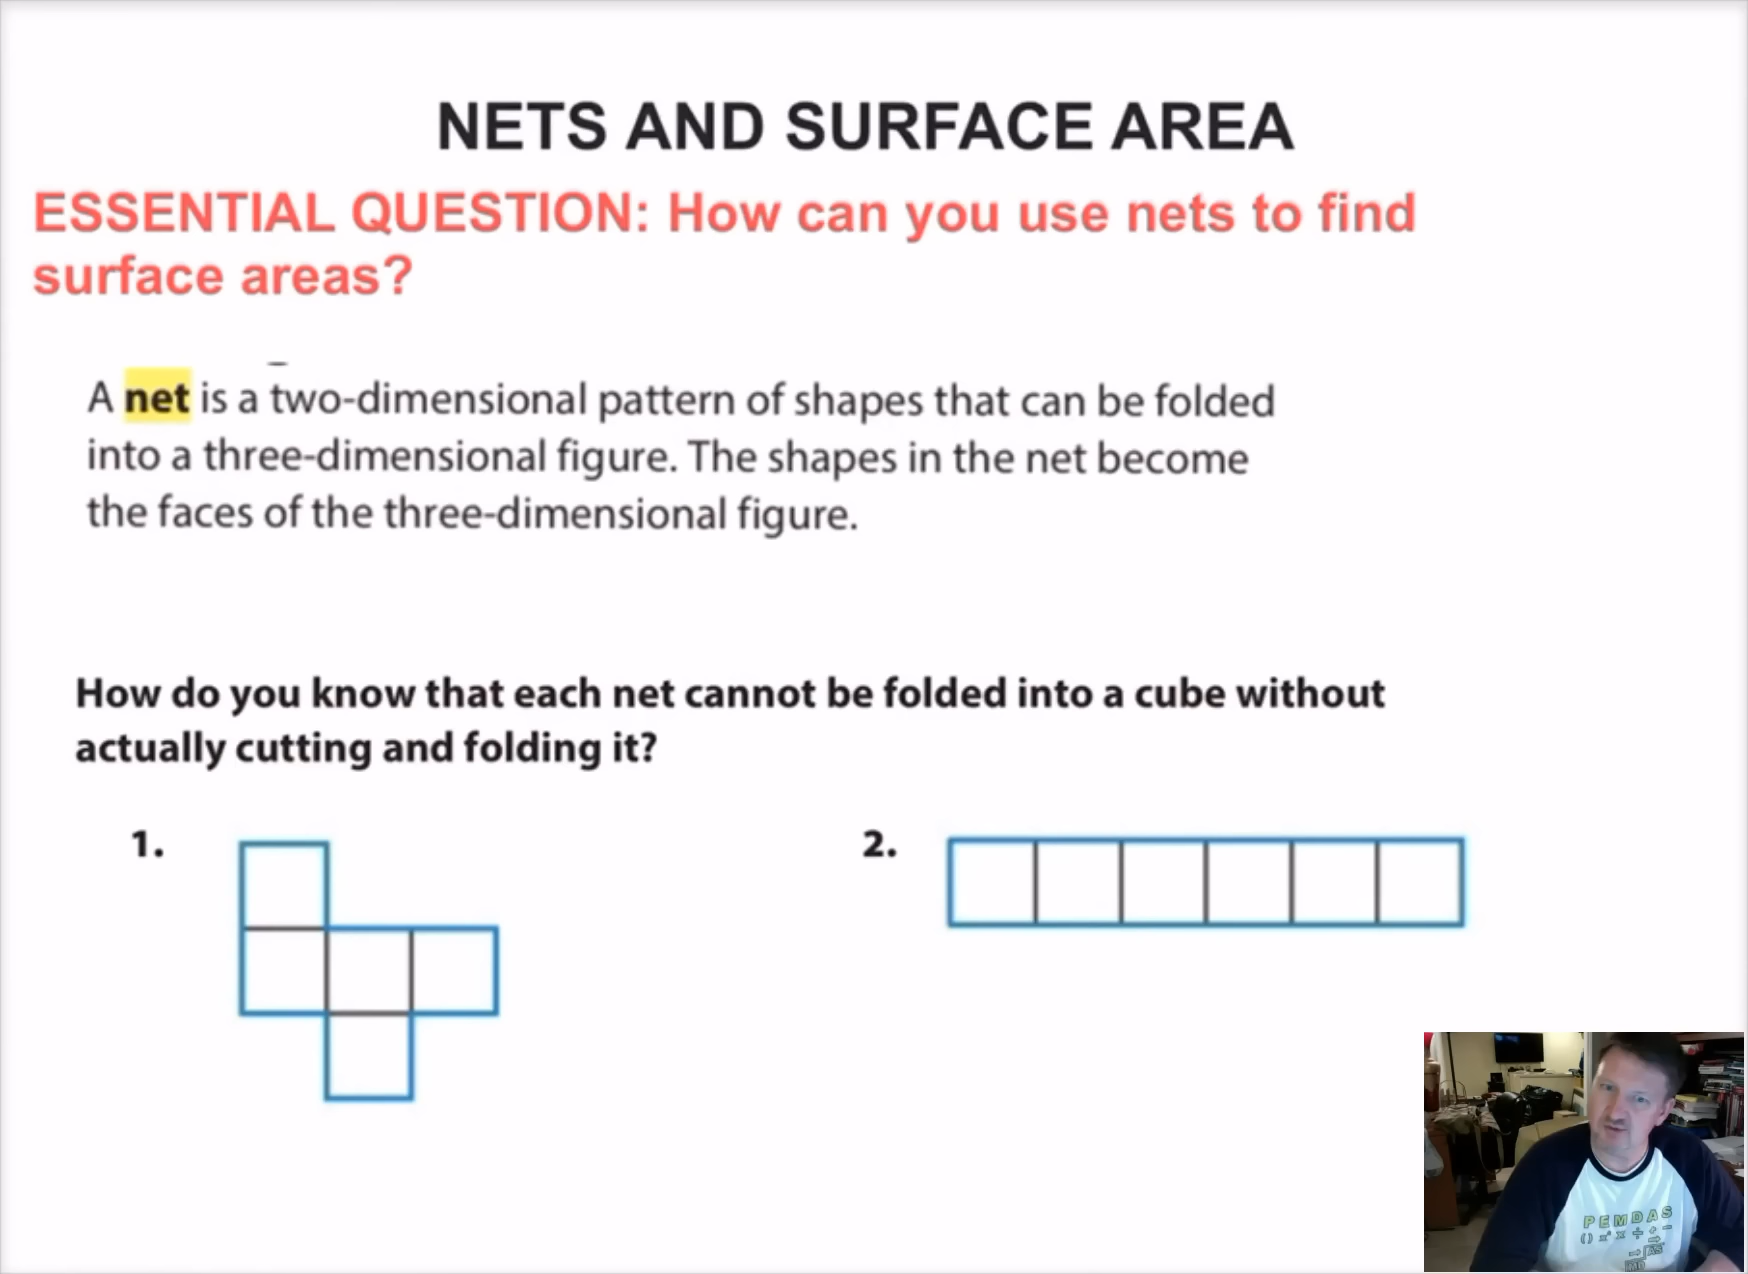 NETS AND SURFACE AREA
ESSENTIAL QUESTION: How can you use nets to find
surface areas?
A net is a two-dimensional pattern of shapes that can be folded
into a three-dimensional figure. The shapes in the net become
the faces of the three-dimensional figure.
How do you know that each net cannot be folded into a cube without
actually cutting and folding it?
1.
2.
PEMDAS